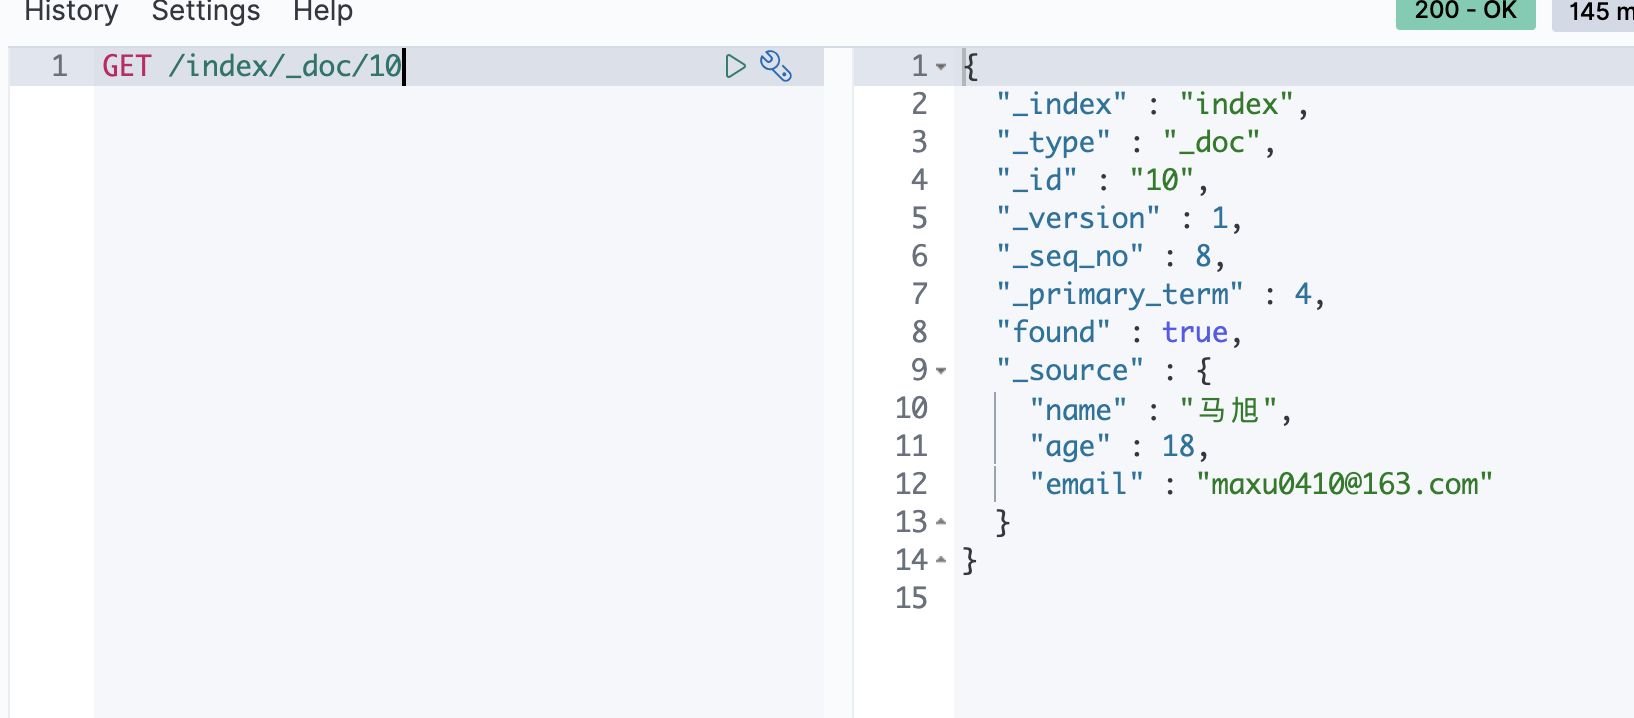 History Settings Help
200 - OK
145 m
1 GET /index/_doc/10
1 {
2 "_index" : "index",
3 "_type" : "_doc",
4 "_id" : "10",
5 "_version" : 1,
6 "_seq_no" : 8,
7 "_primary_term" : 4,
8 "found" : true,
9 "_source" : {
10 "name" : "马旭",
11 "age" : 18,
12 "email" : "maxu0410@163.com"
13 }
14 }
15